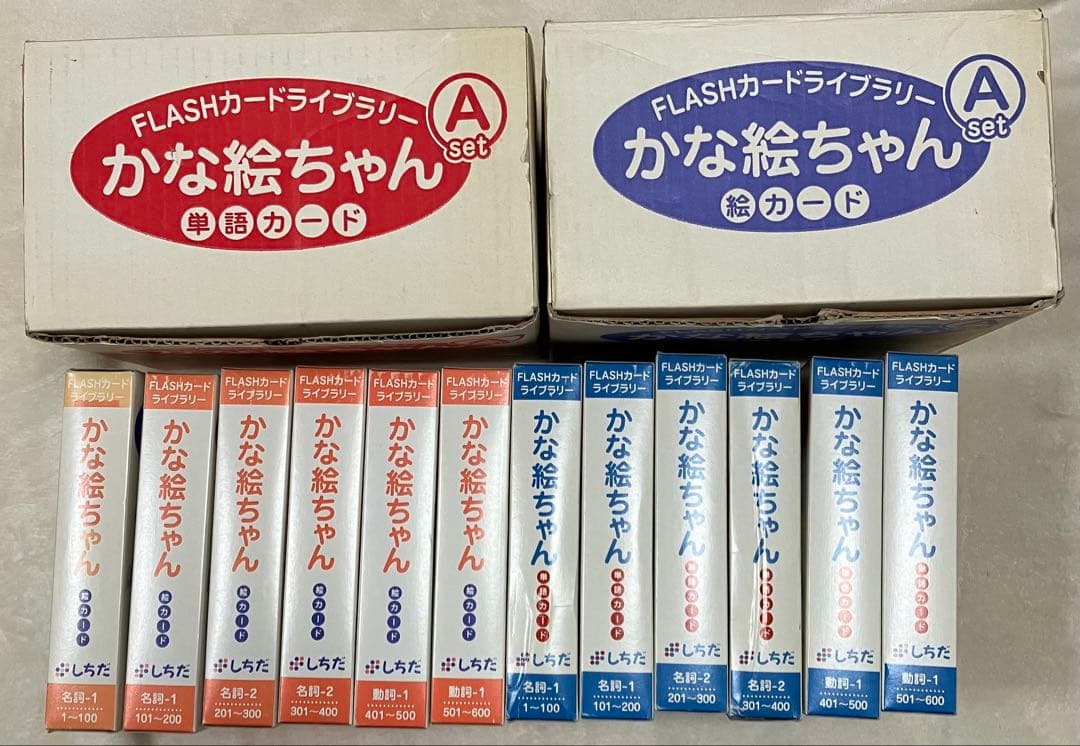 FLASHカードライブラリー
かな絵ちゃん
単語カード
A
set
FLASHカードライブラリー
かな絵ちゃん
絵カード
A
set
FLASHカード
ライブラリー
かな絵ちゃん
絵カード
しちだ
名詞-1
1〜100
FLASHカード
ライブラリー
かな絵ちゃん
絵カード
しちだ
名詞-1
101〜200
FLASHカード
ライブラリー
かな絵ちゃん
絵カード
しちだ
名詞-2
201〜300
FLASHカード
ライブラリー
かな絵ちゃん
絵カード
しちだ
名詞-2
301〜400
FLASHカード
ライブラリー
かな絵ちゃん
絵カード
しちだ
動詞-1
401〜500
FLASHカード
ライブラリー
かな絵ちゃん
絵カード
しちだ
動詞-1
501〜600
FLASHカード
ライブラリー
かな絵ちゃん
単語カード
しちだ
名詞-1
1〜100
FLASHカード
ライブラリー
かな絵ちゃん
単語カード
しちだ
名詞-1
101〜200
FLASHカード
ライブラリー
かな絵ちゃん
単語カード
しちだ
名詞-2
201〜300
FLASHカード
ライブラリー
かな絵ちゃん
しちだ
名詞-2
301〜400
FLASHカード
ライブラリー
かな絵ちゃん
単語カード
しちだ
動詞-1
401〜500
FLASHカード
ライブラリー
かな絵ちゃん
単語カード
しちだ
動詞-1
501〜600